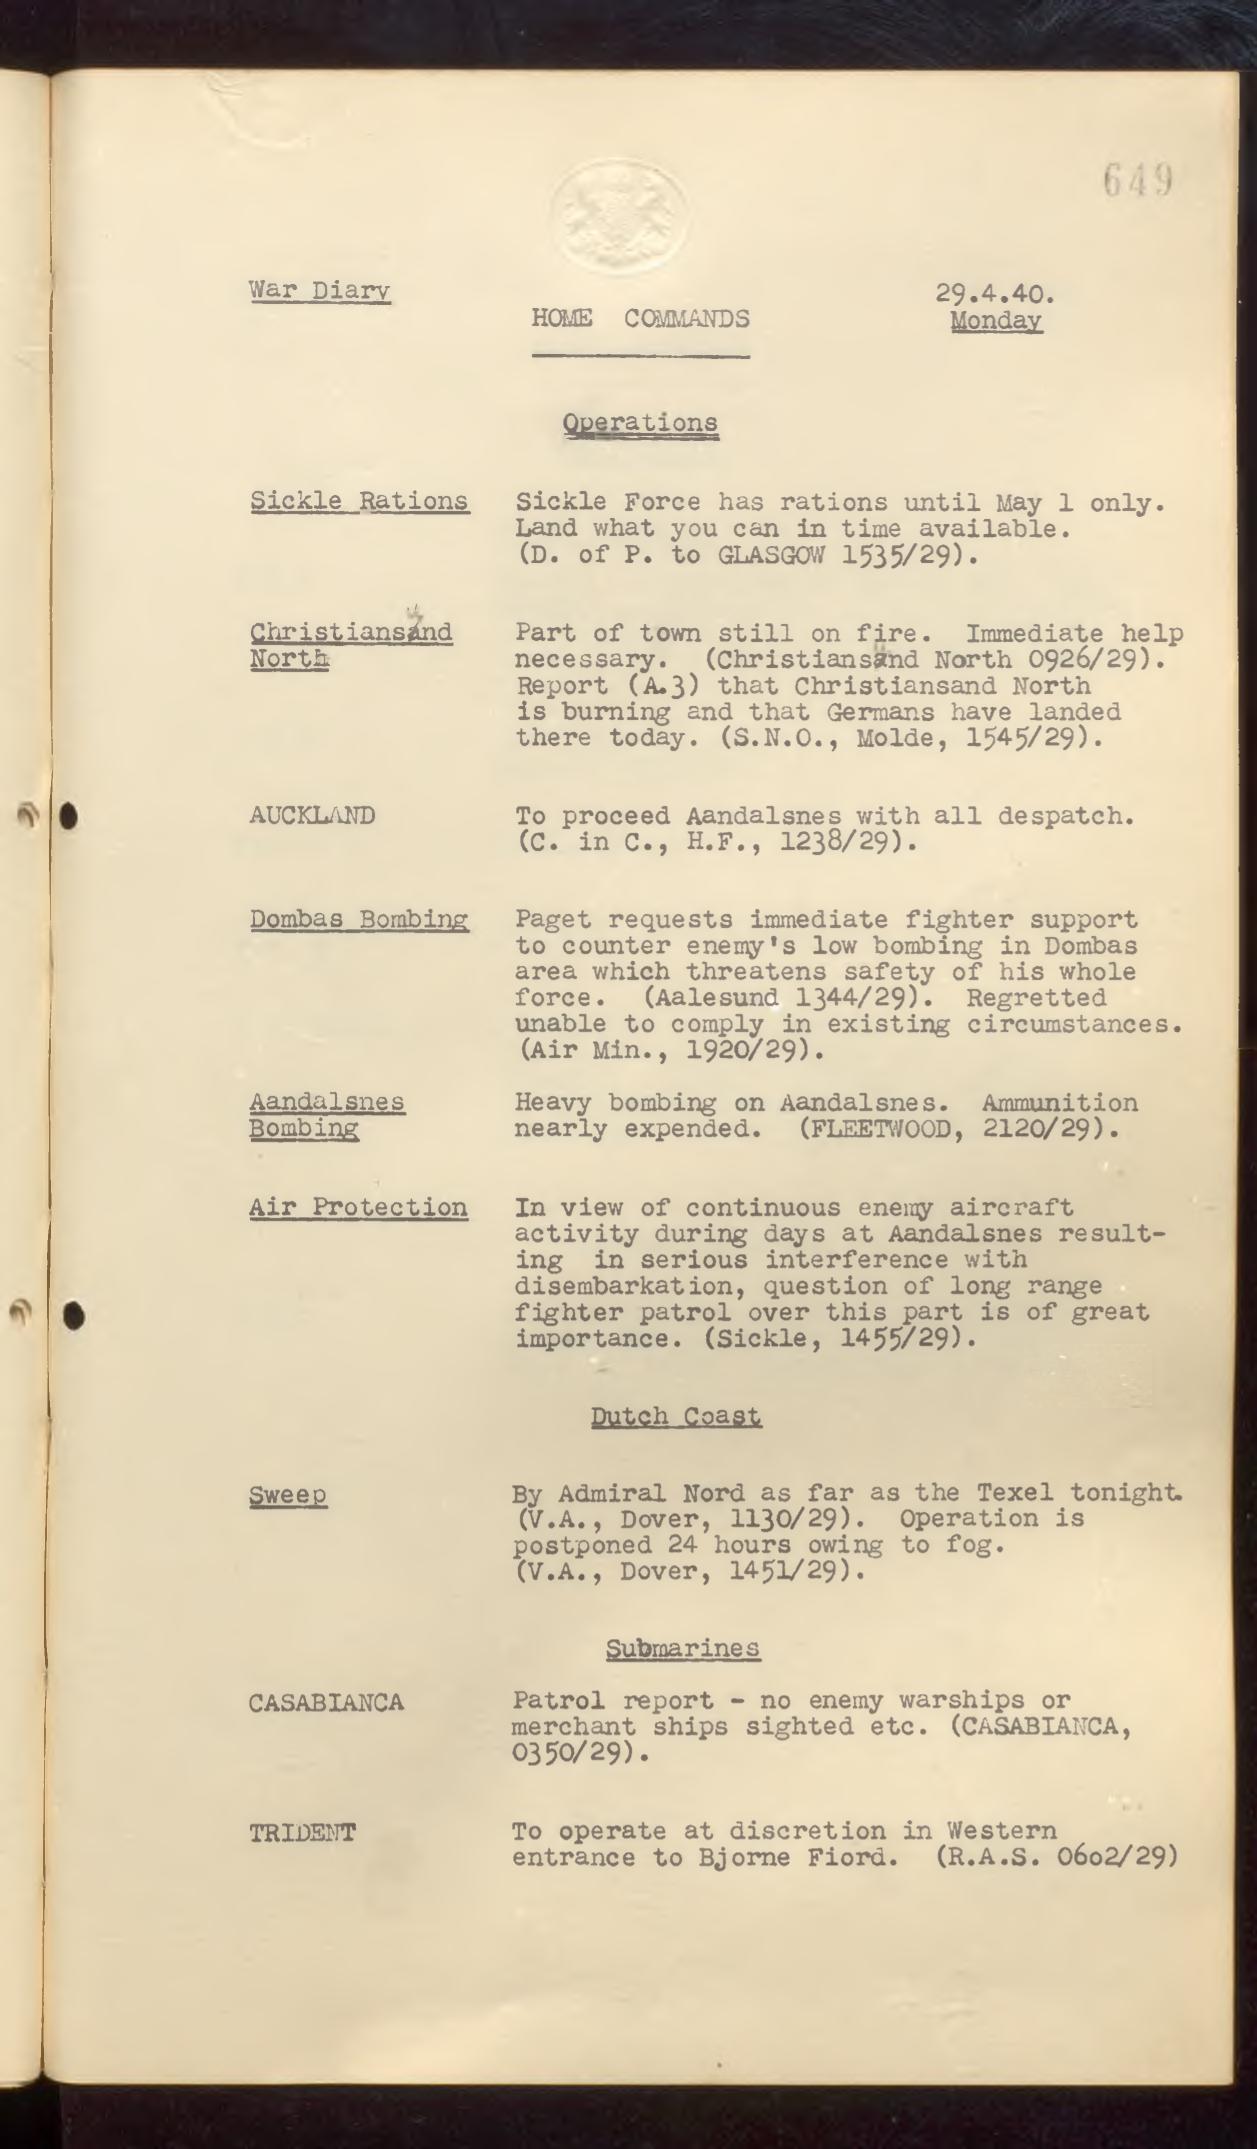 649
War Diary
29.4.40.
HOME COMMANDS
Monday
Operations
Sickle Rations
Sickle Force has rations until May 1 only.
Land what you can in time available.
(D. of P. to GLASGOW 1535/29).
Christiansund
North
Part of town still on fire. Immediate help
necessary. (Christiansund North 0926/29).
Report (A.3) that Christiansand North
is burning and that Germans have landed
there today. (S.N.O., Molde, 1545/29).
AUCKLAND
To proceed Aandalsnes with all despatch.
(C. in C., H.F., 1238/29).
Dombas Bombing
Paget requests immediate fighter support
to counter enemy's low bombing in Dombas
area which threatens safety of his whole
force. (Aalesund 1344/29). Regretted
unable to comply in existing circumstances.
(Air Min., 1920/29).
Aandalsnes
Bombing
Heavy bombing on Aandalsnes. Ammunition
nearly expended. (FLEETWOOD, 2120/29).
Air Protection
In view of continuous enemy aircraft
activity during days at Aandalsnes result-
ing in serious interference with
disembarkation, question of long range
fighter patrol over this part is of great
importance. (Sickle, 1455/29).
Dutch Coast
Sweep
By Admiral Nord as far as the Texel tonight.
(V.A., Dover, 1130/29). Operation is
postponed 24 hours owing to fog.
(V.A., Dover, 1451/29).
Submarines
CASABIANCA
Patrol report - no enemy warships or
merchant ships sighted etc. (CASABIANCA,
0350/29).
TRIDENT
To operate at discretion in Western
entrance to Bjorne Fiord. (R.A.S. 0602/29)